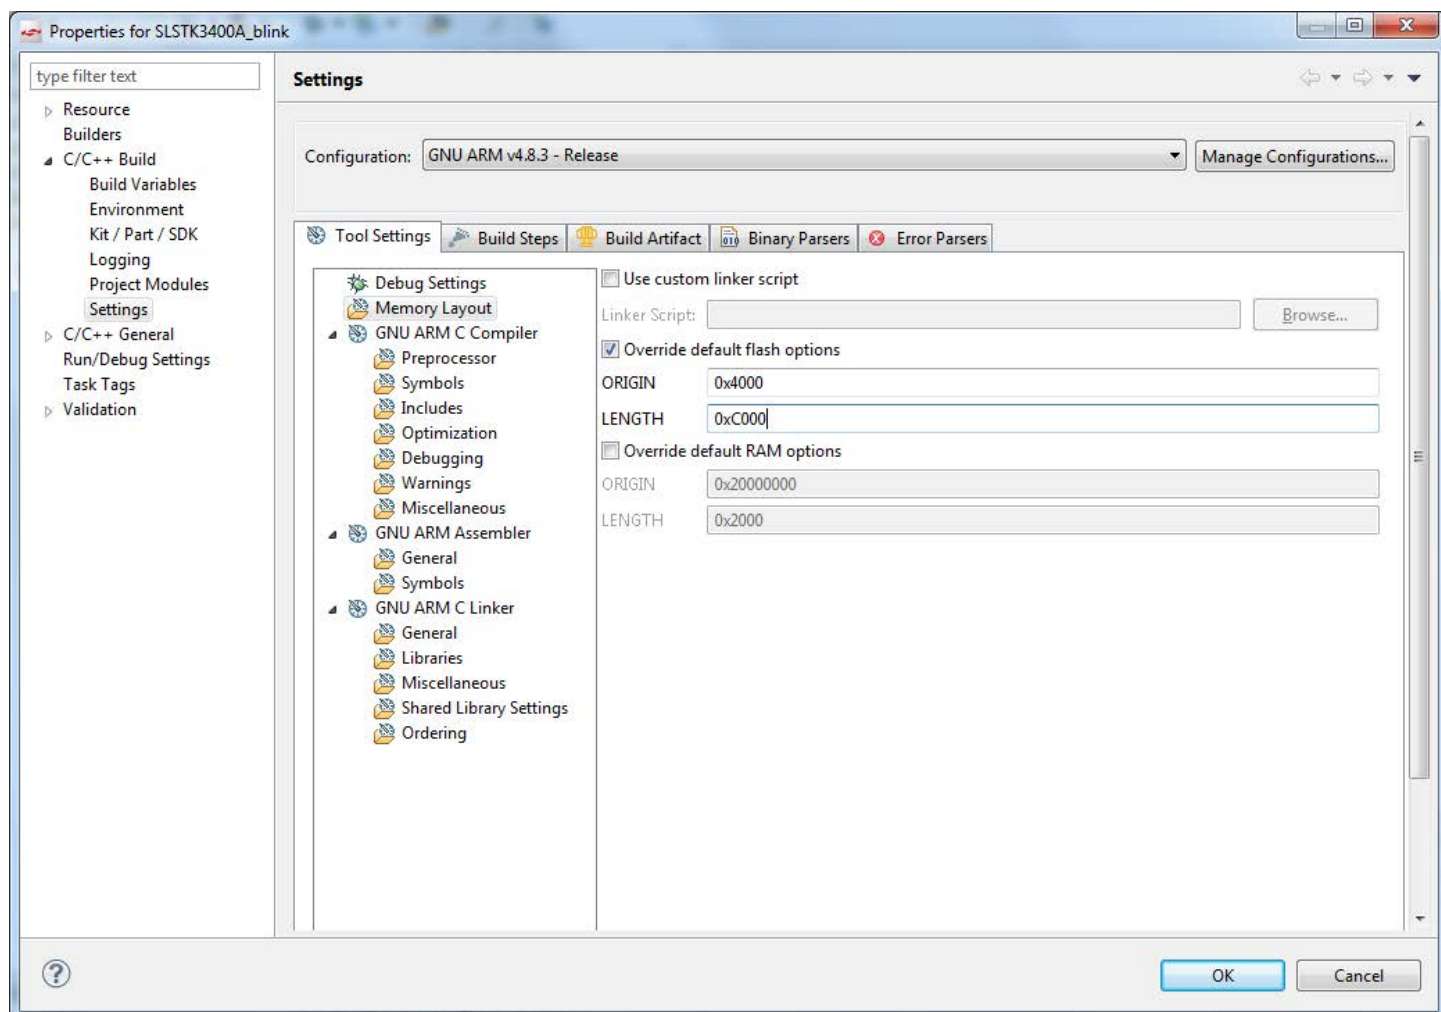 Properties for SLSTK3400A_blink
type filter text
Resource
Builders
C/C++ Build
Build Variables
Environment
Kit / Part / SDK
Logging
Project Modules
Settings
C/C++ General
Run/Debug Settings
Task Tags
Validation
Settings
Configuration: GNU ARM v4.8.3 - Release Manage Configurations...
Tool Settings Build Steps Build Artifact Binary Parsers Error Parsers
Debug Settings
Memory Layout
GNU ARM C Compiler
Preprocessor
Symbols
Includes
Optimization
Debugging
Warnings
Miscellaneous
GNU ARM Assembler
General
Symbols
GNU ARM C Linker
General
Libraries
Miscellaneous
Shared Library Settings
Ordering
Use custom linker script
Linker Script: Browse...
Override default flash options
ORIGIN 0x4000
LENGTH 0xC000
Override default RAM options
ORIGIN 0x20000000
LENGTH 0x2000
? OK Cancel